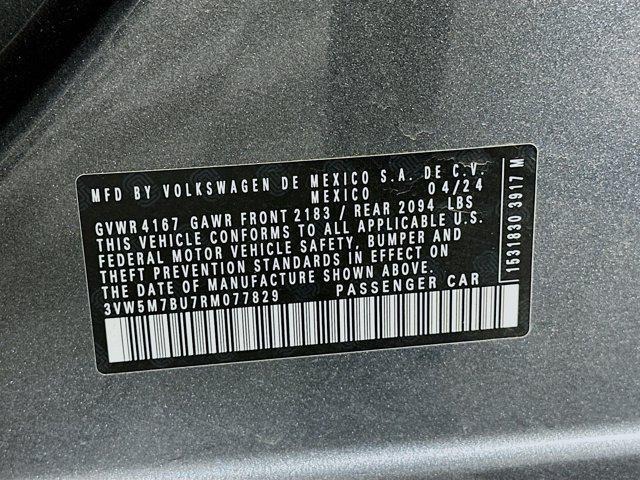 MFD BY VOLKSWAGEN DE MEXICO S.A. DE C.V.
MEXICO 04/24
GVWR 4167 GAWR FRONT 2183 / REAR 2094 LBS
THIS VEHICLE CONFORMS TO ALL APPLICABLE U.S.
FEDERAL MOTOR VEHICLE SAFETY, BUMPER AND
THEFT PREVENTION STANDARDS IN EFFECT ON
THE DATE OF MANUFACTURE SHOWN ABOVE.
3VW5M7BU7RM077829 PASSENGER CAR
1531830 3917 M